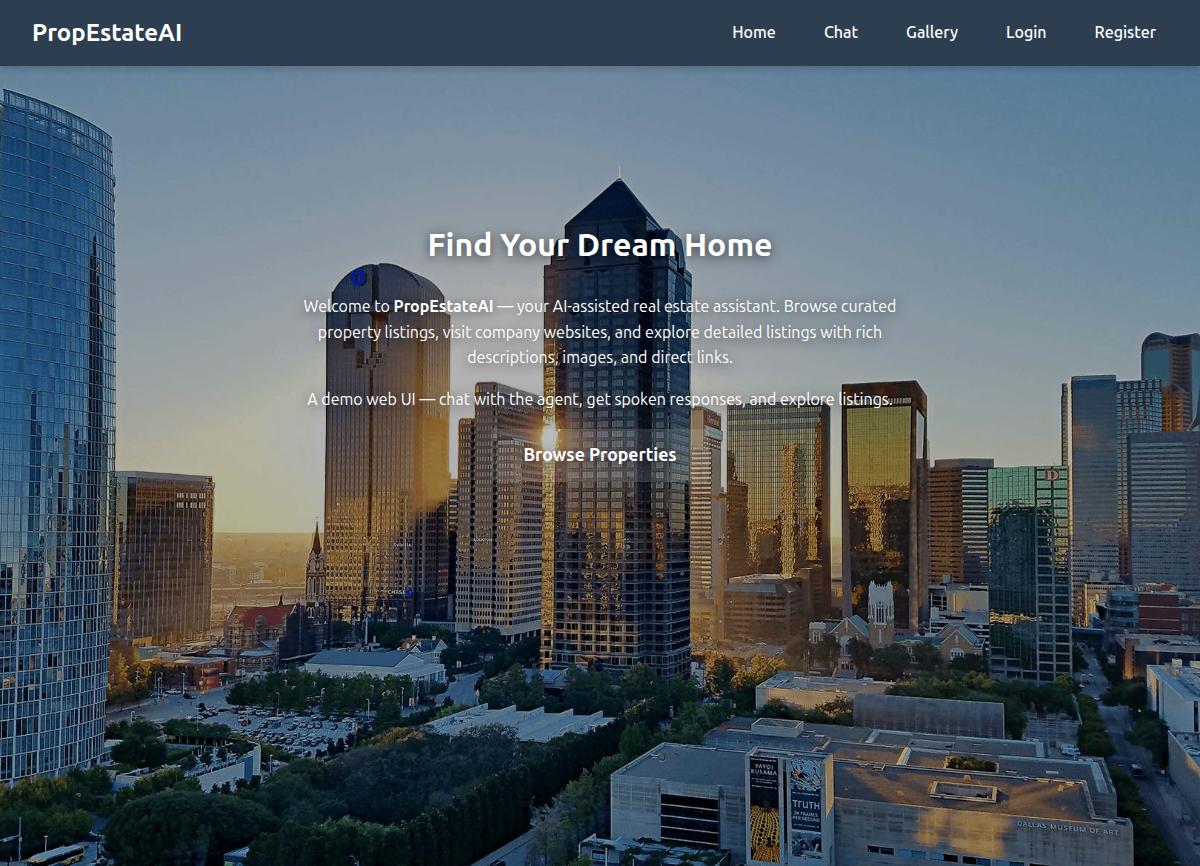 PropEstateAI
Home Chat Gallery Login Register
Find Your Dream Home
Welcome to PropEstateAI — your AI-assisted real estate assistant. Browse curated
property listings, visit company websites, and explore detailed listings with rich
descriptions, images, and direct links.
A demo web UI — chat with the agent, get spoken responses, and explore listings.
Browse Properties
CHASE
YAYOI
KUSAMA
TRUTH
24 FRAMES
PER SECOND
DALLAS MUSEUM OF ART